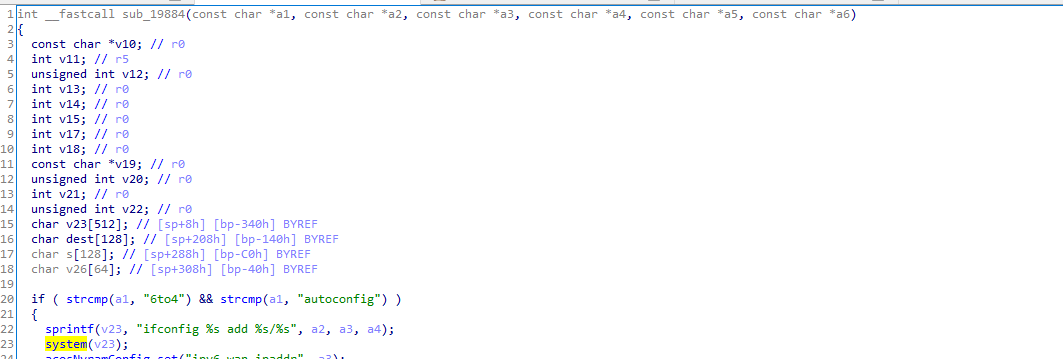 1 int __fastcall sub_19884(const char *a1, const char *a2, const char *a3, const char *a4, const char *a5, const char *a6)
2 {
3 const char *v10; // r0
4 int v11; // r5
5 unsigned int v12; // r0
6 int v13; // r0
7 int v14; // r0
8 int v15; // r0
9 int v17; // r0
10 int v18; // r0
11 const char *v19; // r0
12 unsigned int v20; // r0
13 int v21; // r0
14 unsigned int v22; // r0
15 char v23[512]; // [sp+8h] [bp-340h] BYREF
16 char dest[128]; // [sp+208h] [bp-140h] BYREF
17 char s[128]; // [sp+288h] [bp-C0h] BYREF
18 char v26[64]; // [sp+308h] [bp-40h] BYREF
19
20 if ( strcmp(a1, "6to4") && strcmp(a1, "autoconfig") )
21 {
22 sprintf(v23, "ifconfig %s add %s/%s", a2, a3, a4);
23 system(v23);
24 acosNvramConfig_set("ipv6_wan_ipaddr", a3);